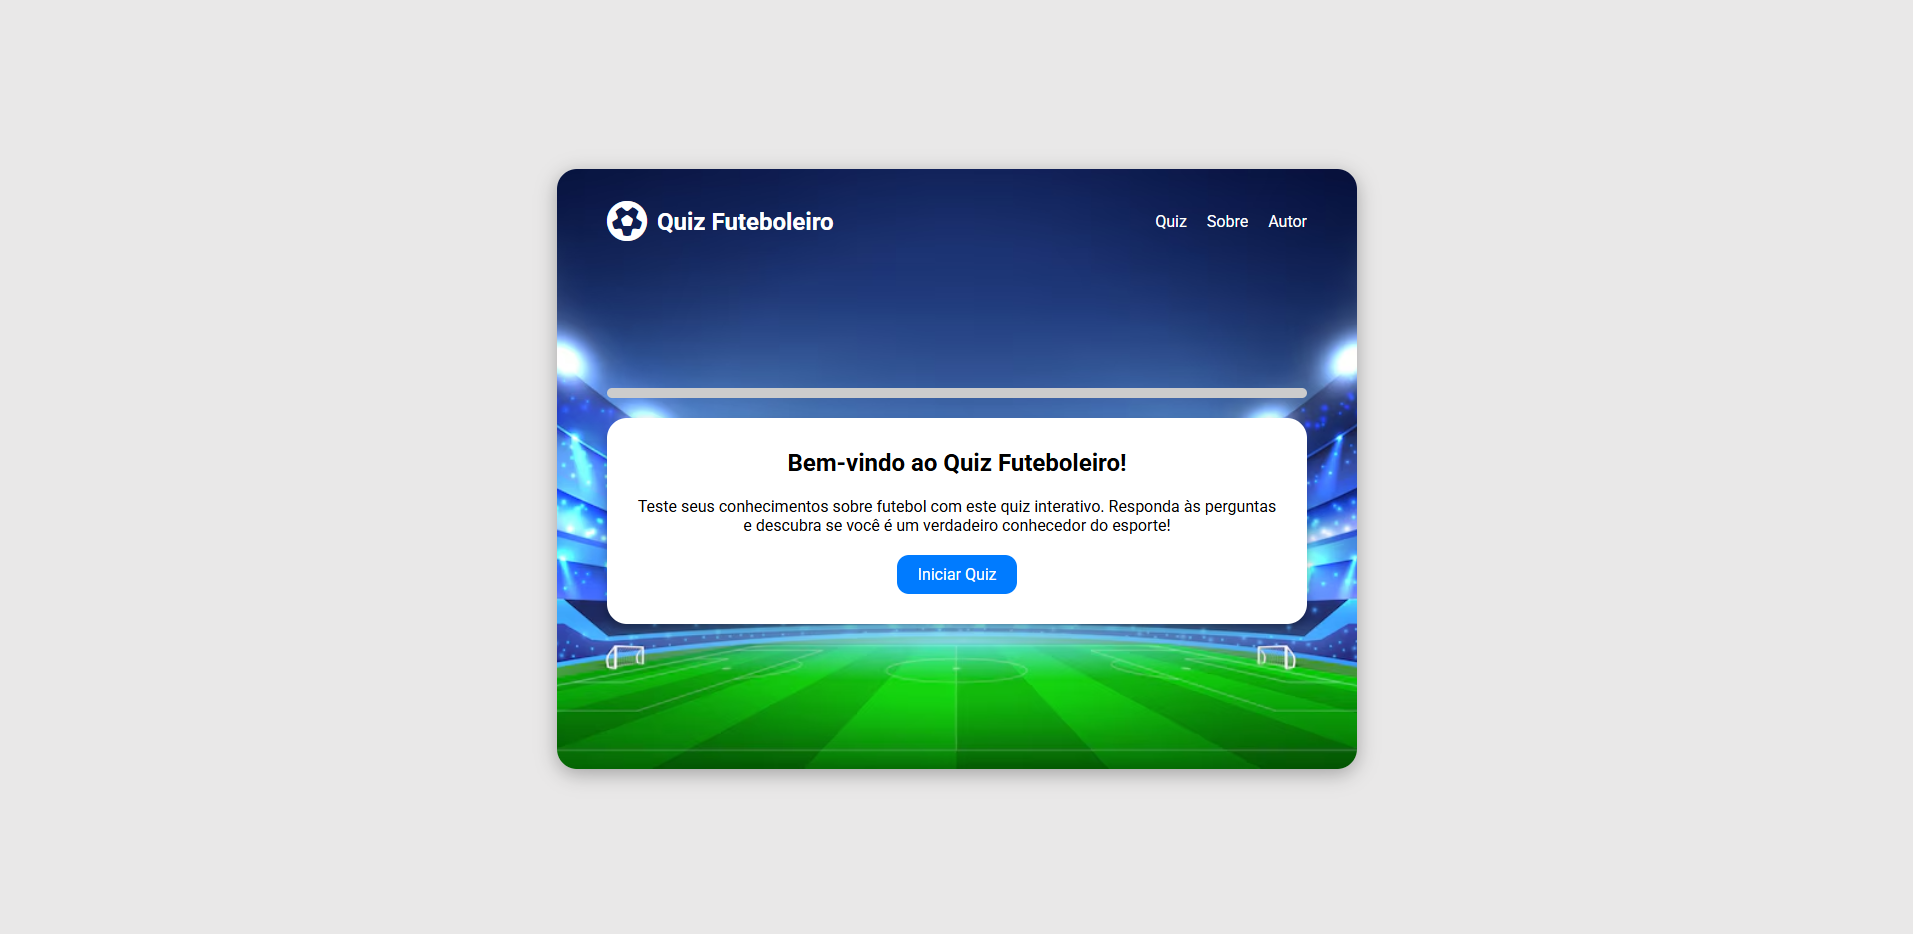 Quiz Futeboleiro
Quiz Sobre Autor
Bem-vindo ao Quiz Futeboleiro!
Teste seus conhecimentos sobre futebol com este quiz interativo. Responda às perguntas
e descubra se você é um verdadeiro conhecedor do esporte!
Iniciar Quiz